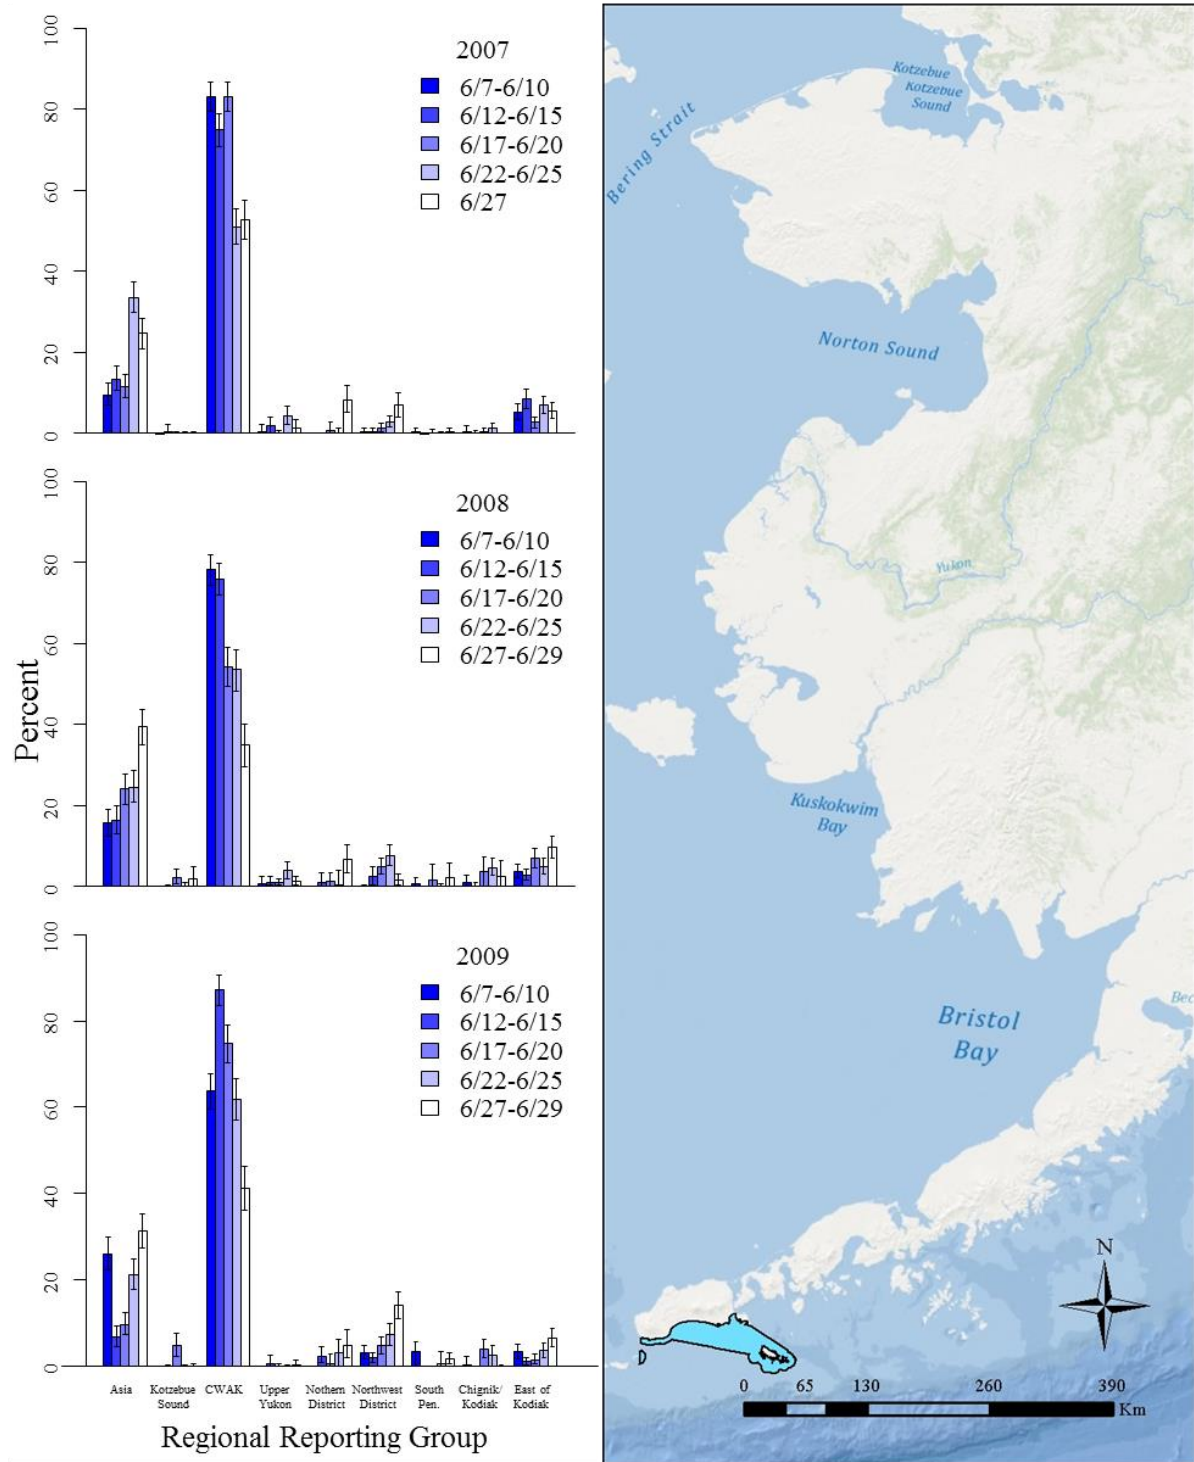 Percent
100
80
60
40
20
0
2007
6/7-6/10
6/12-6/15
6/17-6/20
6/22-6/25
6/27
100
80
60
40
20
0
2008
6/7-6/10
6/12-6/15
6/17-6/20
6/22-6/25
6/27-6/29
100
80
60
40
20
0
2009
6/7-6/10
6/12-6/15
6/17-6/20
6/22-6/25
6/27-6/29
Asia
Kotzebue
Sound
CWAK
Upper
Yukon
Nothern
District
Northwest
District
South
Pen.
Chignik/
Kodiak
East of
Kodiak
Regional Reporting Group
Kotzebue
Kotzebue
Sound
Bering Strait
Norton Sound
Yukon
Kuskokwim
Bay
Bristol
Bay
Bec
N
0 65 130 260 390
Km